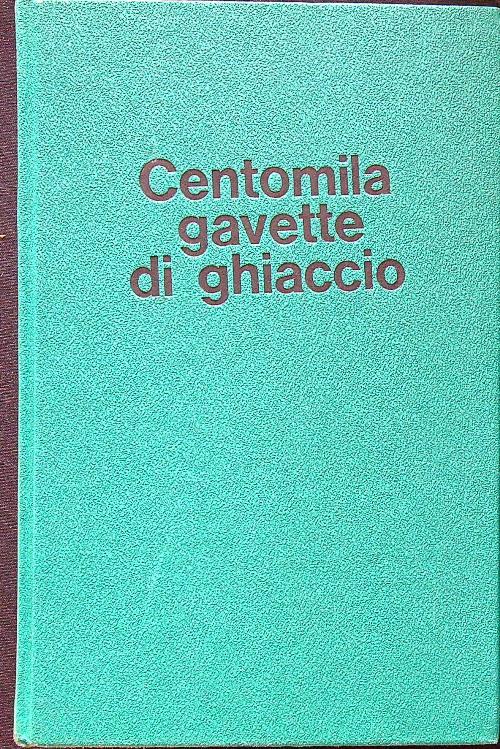 Centomila
gavette
di ghiaccio